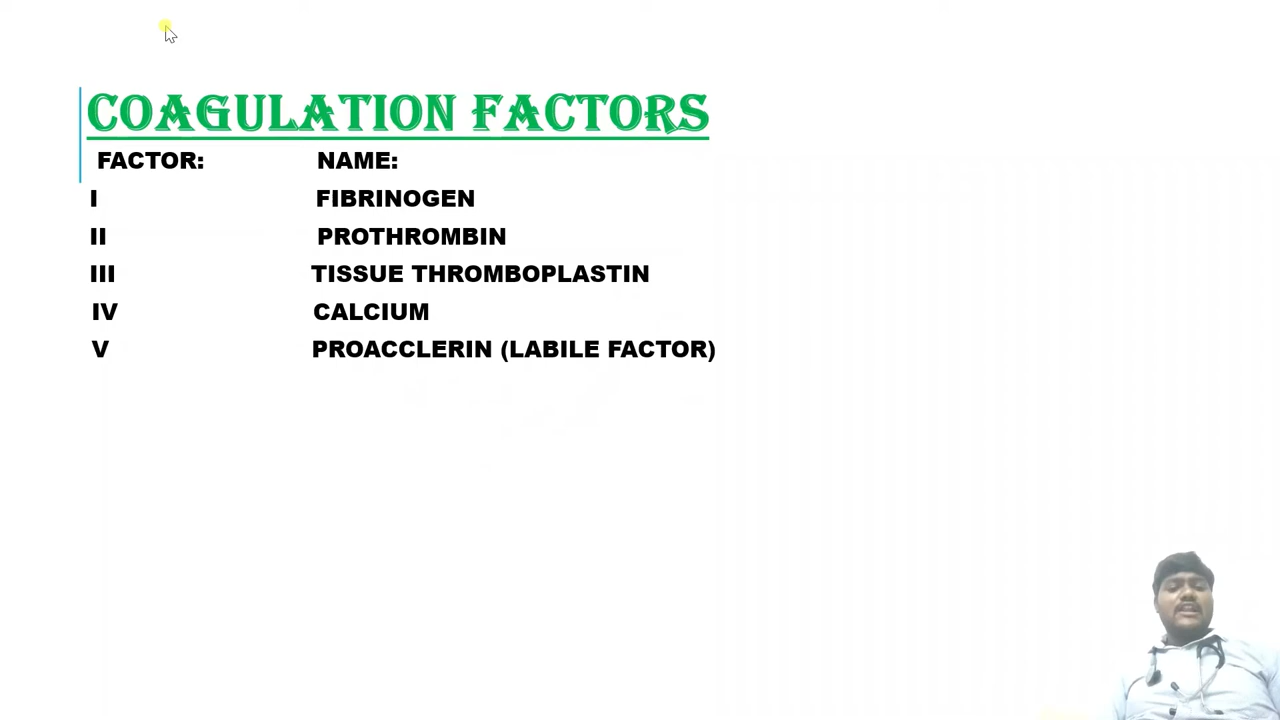 COAGULATION FACTORS
FACTOR: NAME:
I FIBRINOGEN
II PROTHROMBIN
III TISSUE THROMBOPLASTIN
IV CALCIUM
V PROACCLERIN (LABILE FACTOR)